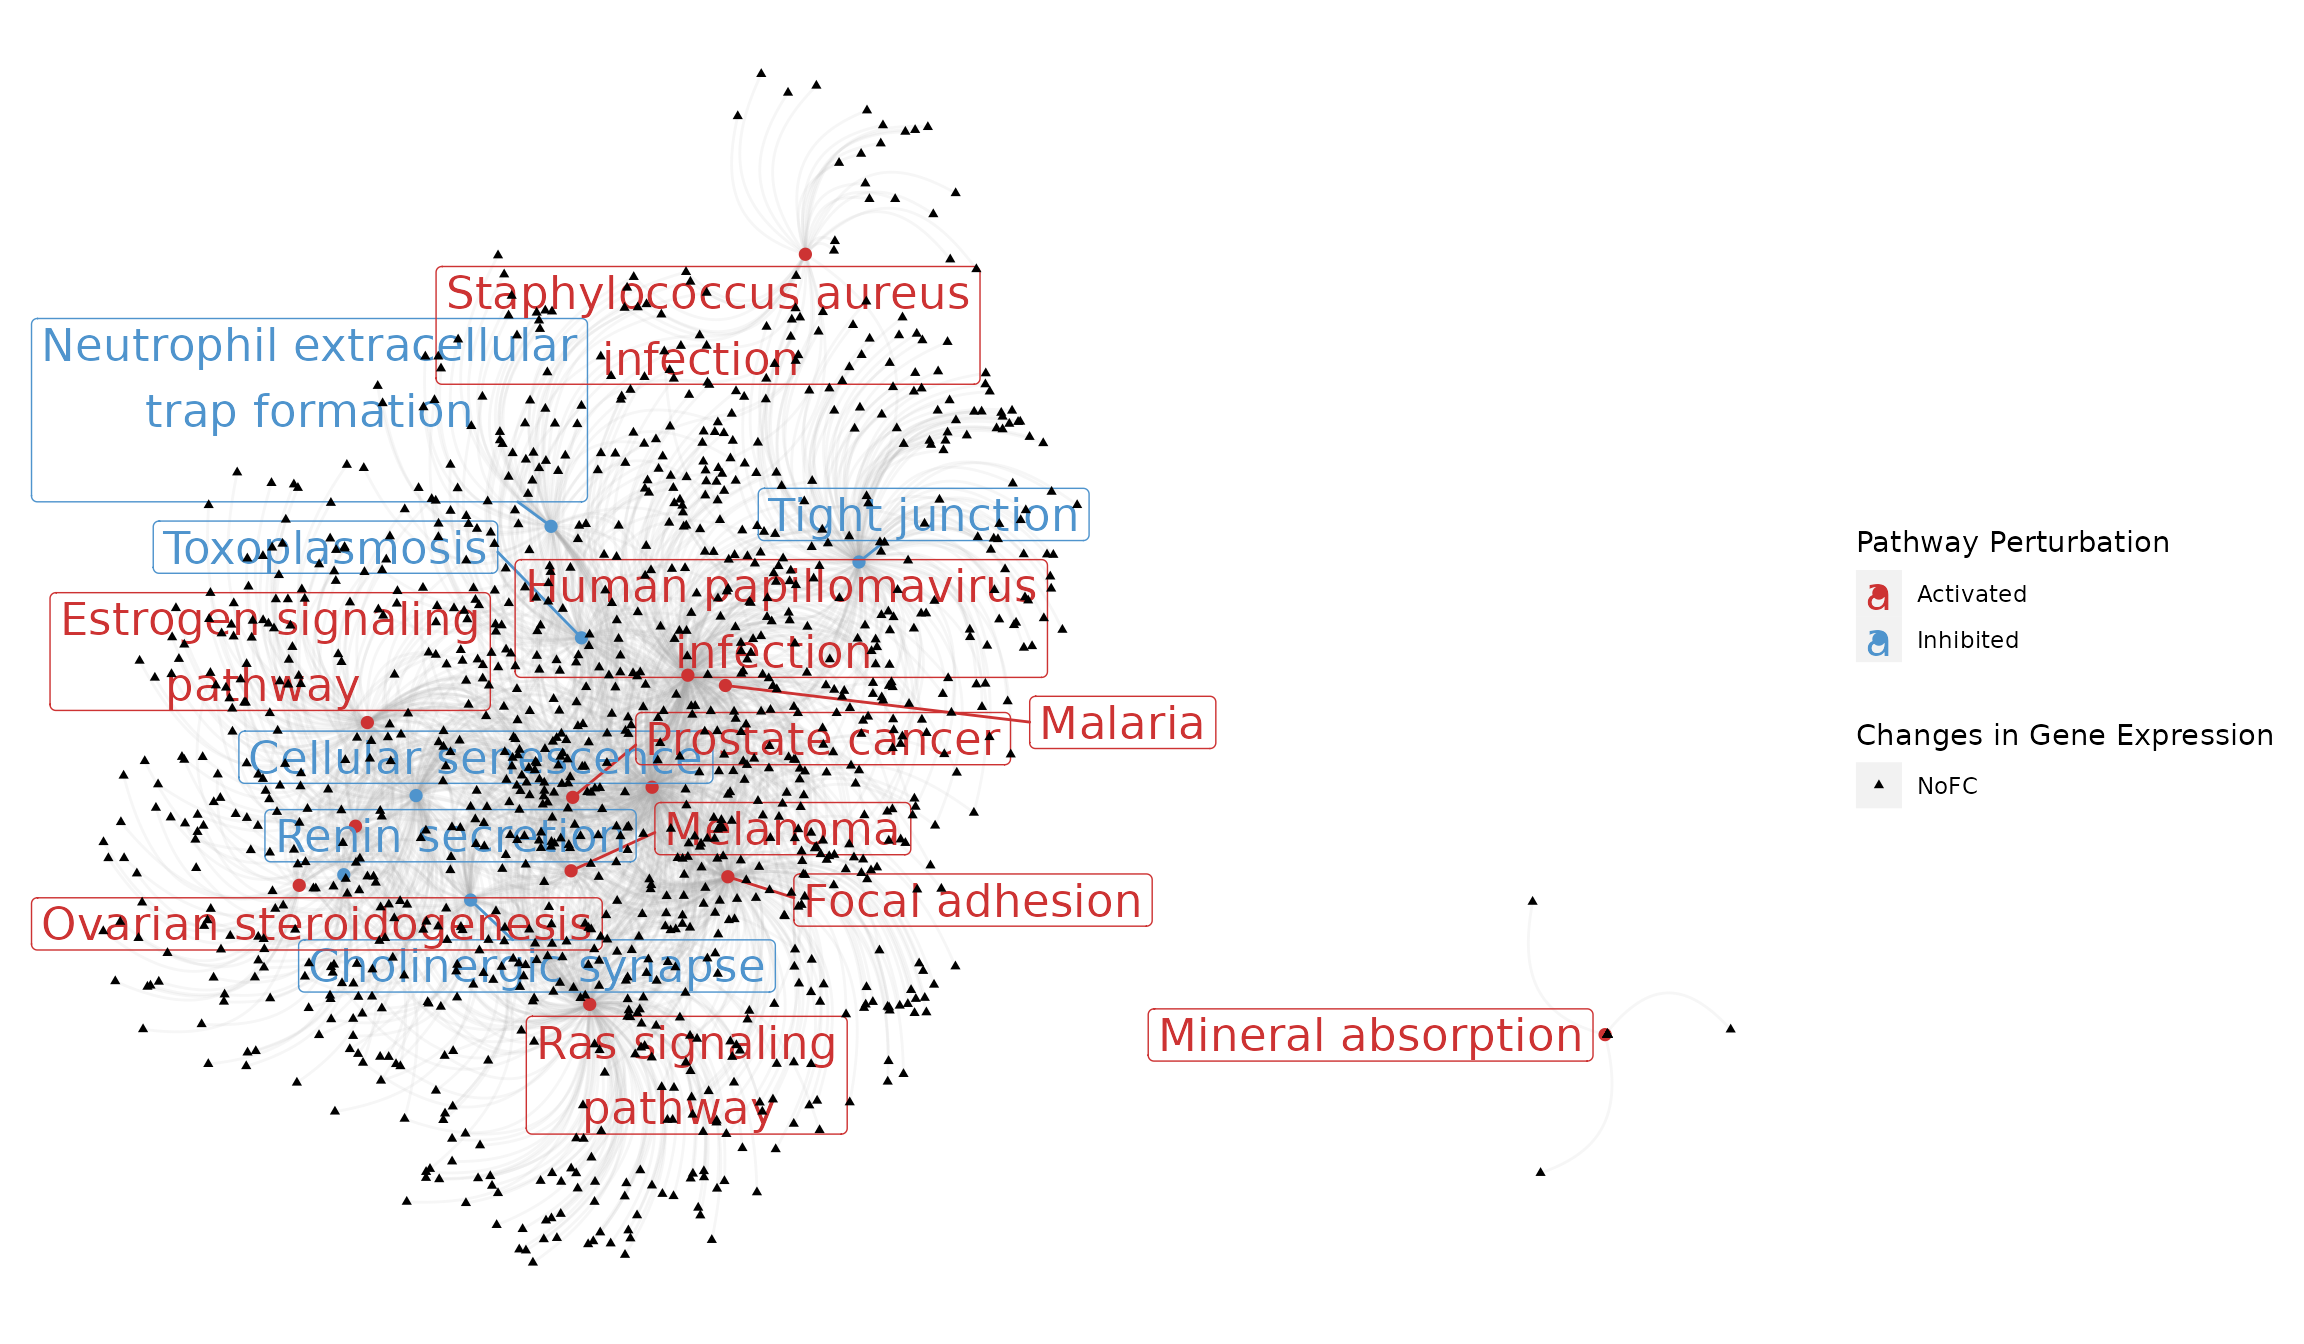 Staphylococcus aureus
infection
Neutrophil extracellular
trap formation
Tight junction
Toxoplasmosis
Human papillomavirus
infection
Estrogen signaling
pathway
Malaria
Prostate cancer
Cellular senescence
Melanoma
Renin secretion
Focal adhesion
Ovarian steroidogenesis
Cholinergic synapse
Ras signaling
pathway
Mineral absorption
Pathway Perturbation
a Activated
a Inhibited
Changes in Gene Expression
NoFC